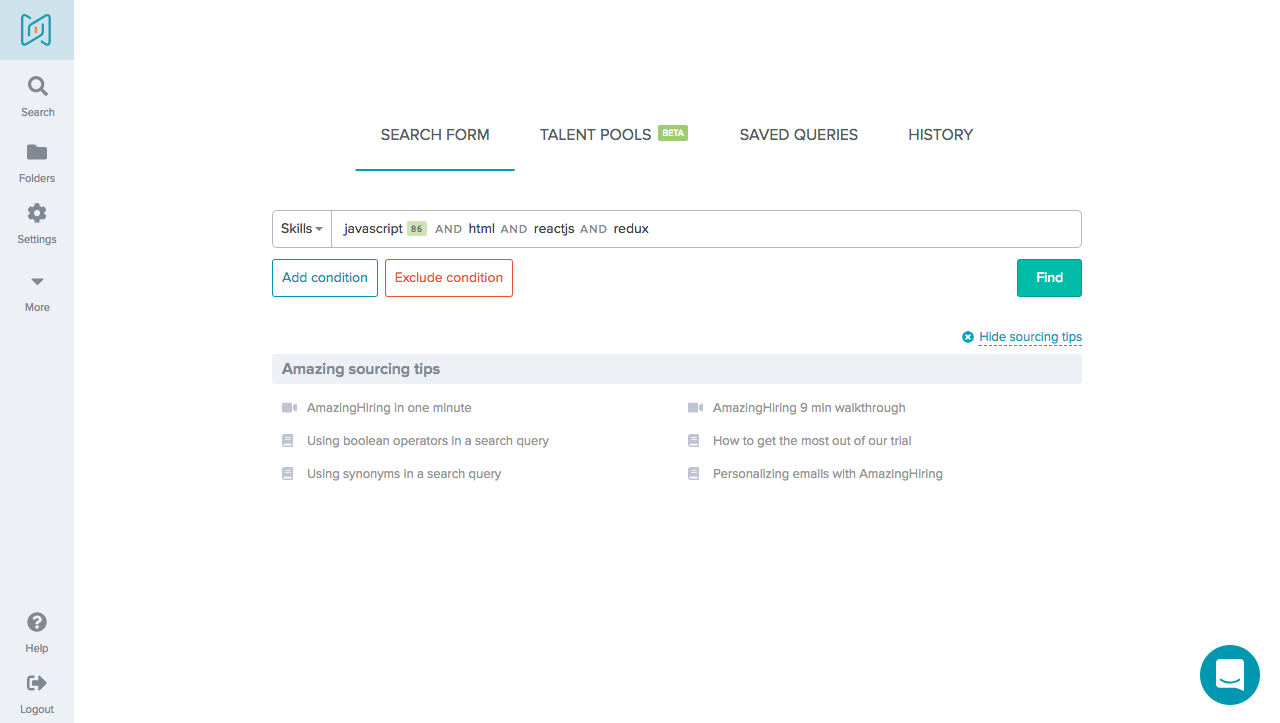 Search
Folders
Settings
More
Help
Logout
SEARCH FORM
TALENT POOLS BETA
SAVED QUERIES
HISTORY
Skills javascript 86 AND html AND reactjs AND redux
Add condition
Exclude condition
Find
Hide sourcing tips
Amazing sourcing tips
AmazingHiring in one minute
AmazingHiring 9 min walkthrough
Using boolean operators in a search query
How to get the most out of our trial
Using synonyms in a search query
Personalizing emails with AmazingHiring